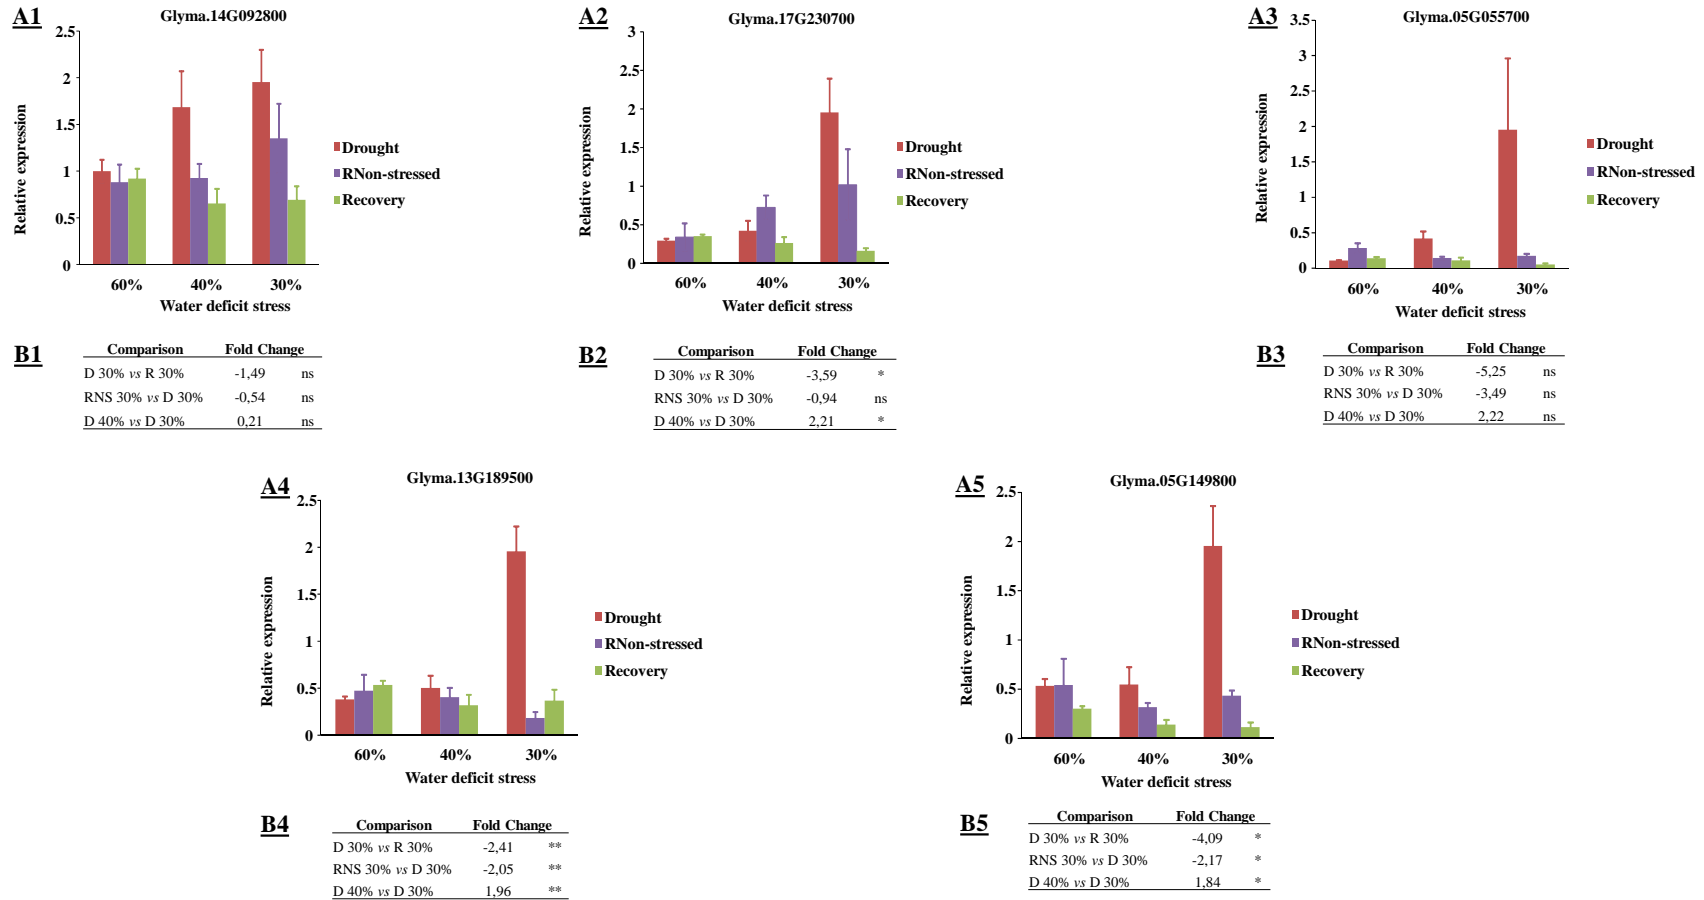 A1
Glyma.14G092800
2.5
2
1.5
1
0.5
0
Relative expression
60% 40% 30%
Water deficit stress
Drought
RNon-stressed
Recovery
A2
Glyma.17G230700
3
2.5
2
1.5
1
0.5
0
Relative expression
60% 40% 30%
Water deficit stress
Drought
RNon-stressed
Recovery
A3
Glyma.05G055700
3.5
3
2.5
2
1.5
1
0.5
0
Relative expression
60% 40% 30%
Water deficit stress
Drought
RNon-stressed
Recovery
B1
Comparison Fold Change
D 30% vs R 30% -1,49 ns
RNS 30% vs D 30% -0,54 ns
D 40% vs D 30% 0,21 ns
B2
Comparison Fold Change
D 30% vs R 30% -3,59 *
RNS 30% vs D 30% -0,94 ns
D 40% vs D 30% 2,21 *
B3
Comparison Fold Change
D 30% vs R 30% -5,25 ns
RNS 30% vs D 30% -3,49 ns
D 40% vs D 30% 2,22 ns
A4
Glyma.13G189500
2.5
2
1.5
1
0.5
0
Relative expression
60% 40% 30%
Water deficit stress
Drought
RNon-stressed
Recovery
A5
Glyma.05G149800
2.5
2
1.5
1
0.5
0
Relative expression
60% 40% 30%
Water deficit stress
Drought
RNon-stressed
Recovery
B4
Comparison Fold Change
D 30% vs R 30% -2,41 **
RNS 30% vs D 30% -2,05 **
D 40% vs D 30% 1,96 **
B5
Comparison Fold Change
D 30% vs R 30% -4,09 *
RNS 30% vs D 30% -2,17 *
D 40% vs D 30% 1,84 *